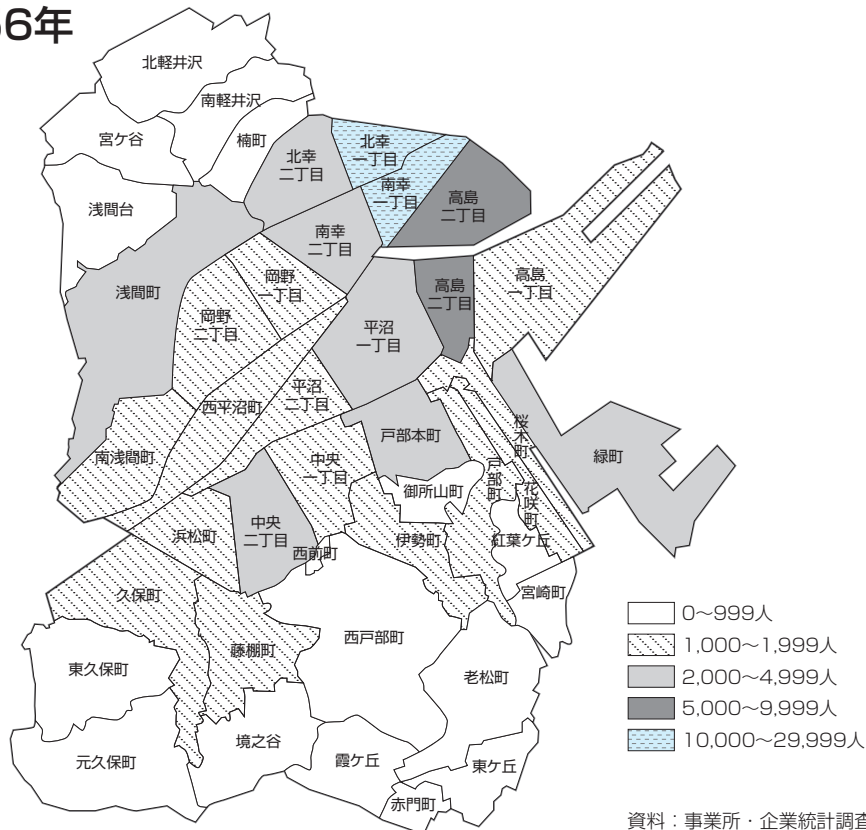 6年
北軽井沢
南軽井沢
宮ケ谷
楠町
北幸
一丁目
北幸
二丁目
南幸
一丁目
浅間台
高島
二丁目
南幸
二丁目
浅間町
岡野
一丁目
高島
一丁目
高島
二丁目
岡野
二丁目
平沼
一丁目
平沼
二丁目
西平沼町
桜木町
戸部本町
南浅間町
緑町
中央
一丁目
戸部町
御所山町
花咲町
浜松町
中央
二丁目
伊勢町
紅葉ケ丘
西前町
宮崎町
久保町
西戸部町
藤棚町
東久保町
老松町
境之谷
元久保町
霞ケ丘
東ケ丘
赤門町
0〜999人
1,000〜1,999人
2,000〜4,999人
5,000〜9,999人
10,000〜29,999人
資料：事業所・企業統計調査